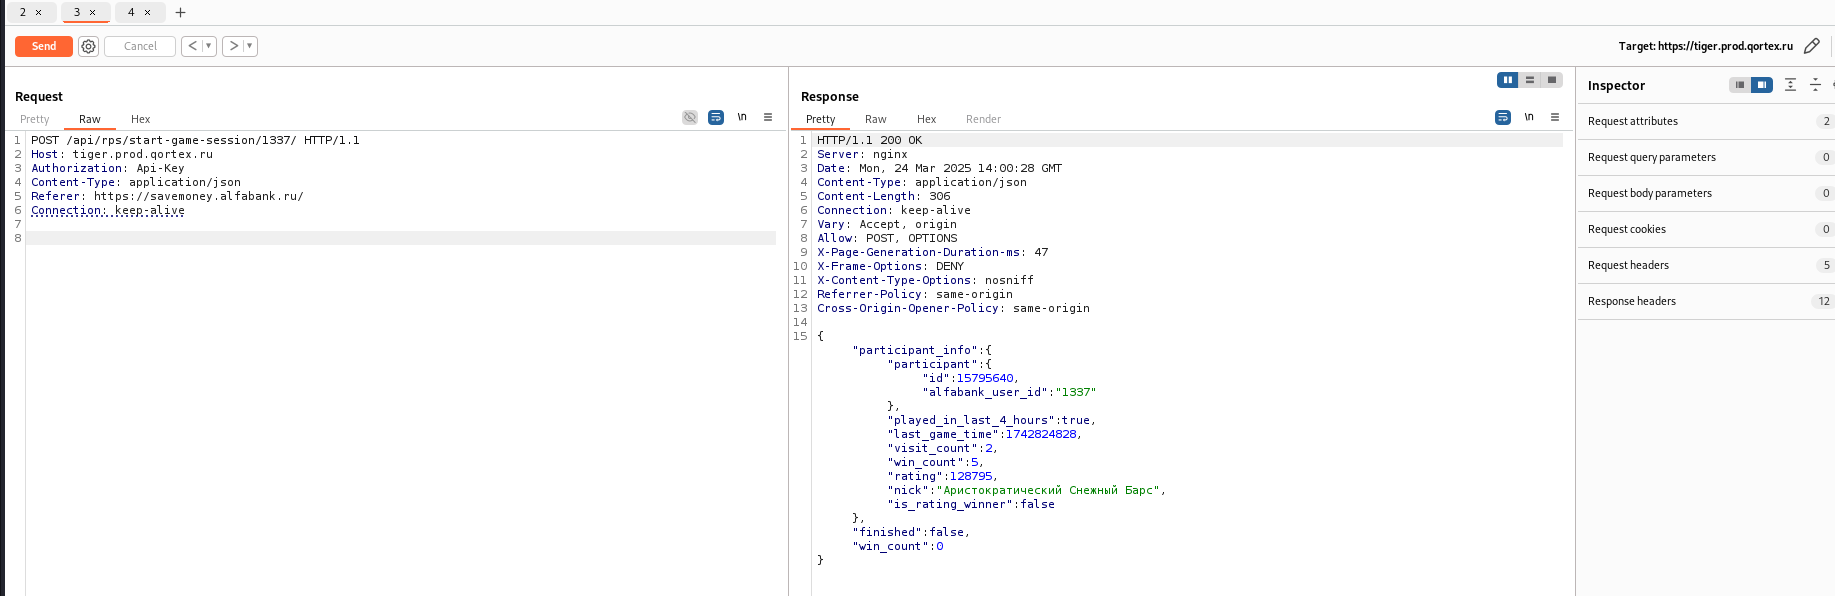 2 × 3 × 4 × +
Send Cancel < > Target: https://tiger.prod.qortex.ru
Request
Pretty Raw Hex \n
1 POST /api/rps/start-game-session/1337/ HTTP/1.1
2 Host: tiger.prod.qortex.ru
3 Authorization: Api-Key
4 Content-Type: application/json
5 Referer: https://savemoney.alfabank.ru/
6 Connection: keep-alive
7
8
Response
Pretty Raw Hex Render \n
1 HTTP/1.1 200 OK
2 Server: nginx
3 Date: Mon, 24 Mar 2025 14:00:28 GMT
4 Content-Type: application/json
5 Content-Length: 306
6 Connection: keep-alive
7 Vary: Accept, origin
8 Allow: POST, OPTIONS
9 X-Page-Generation-Duration-ms: 47
10 X-Frame-Options: DENY
11 X-Content-Type-Options: nosniff
12 Referrer-Policy: same-origin
13 Cross-Origin-Opener-Policy: same-origin
14
15 {
"participant_info":{
"participant":{
"id":15795640,
"alfabank_user_id":"1337"
},
"played_in_last_4_hours":true,
"last_game_time":1742824828,
"visit_count":2,
"win_count":5,
"rating":128795,
"nick":"Аристократический Снежный Барс",
"is_rating_winner":false
},
"finished":false,
"win_count":0
}
Inspector
Request attributes 2
Request query parameters 0
Request body parameters 0
Request cookies 0
Request headers 5
Response headers 12